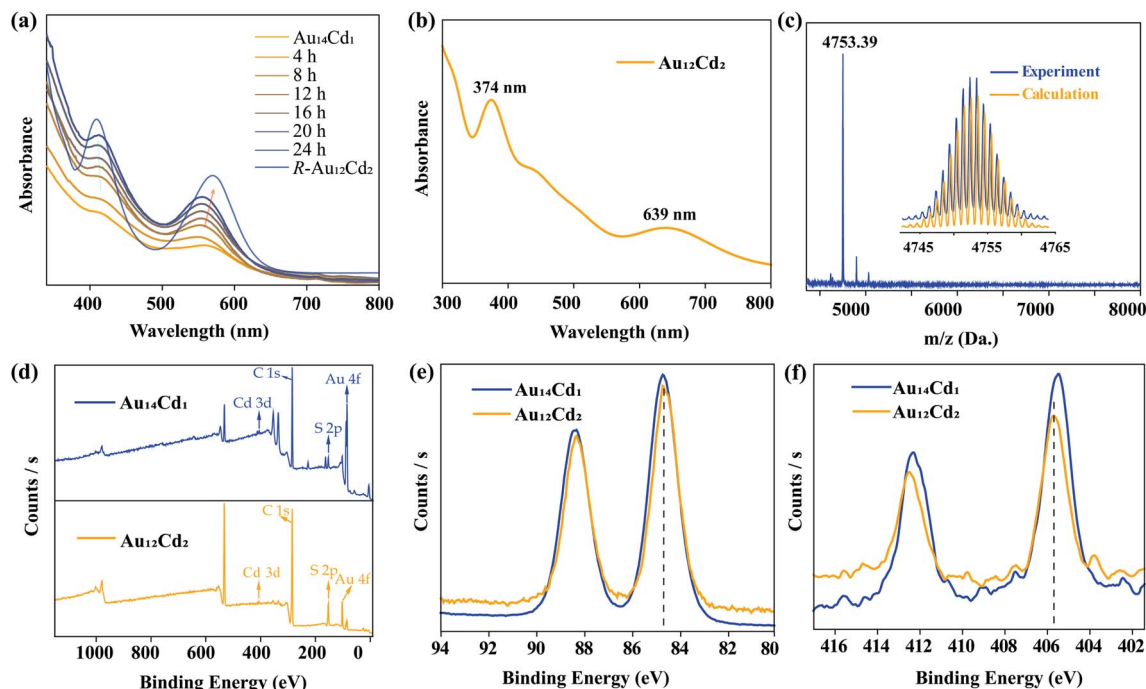 (a)
Au₁₄Cd₁
4 h
8 h
12 h
16 h
20 h
24 h
R-Au₁₂Cd₂
Absorbance
400 500 600 700 800
Wavelength (nm)
(b)
Au₁₂Cd₂
374 nm
639 nm
Absorbance
300 400 500 600 700 800
Wavelength (nm)
(c)
4753.39
Experiment
Calculation
4745 4755 4765
5000 6000 7000 8000
m/z (Da.)
(d)
Au₁₄Cd₁
Cd 3d
C 1s
S 2p
Au 4f
Au₁₂Cd₂
Cd 3d
C 1s
S 2p
Au 4f
Counts / s
1000 800 600 400 200 0
Binding Energy (eV)
(e)
Au₁₄Cd₁
Au₁₂Cd₂
Counts / s
94 92 90 88 86 84 82 80
Binding Energy (eV)
(f)
Au₁₄Cd₁
Au₁₂Cd₂
Counts / s
416 414 412 410 408 406 404 402
Binding Energy (eV)